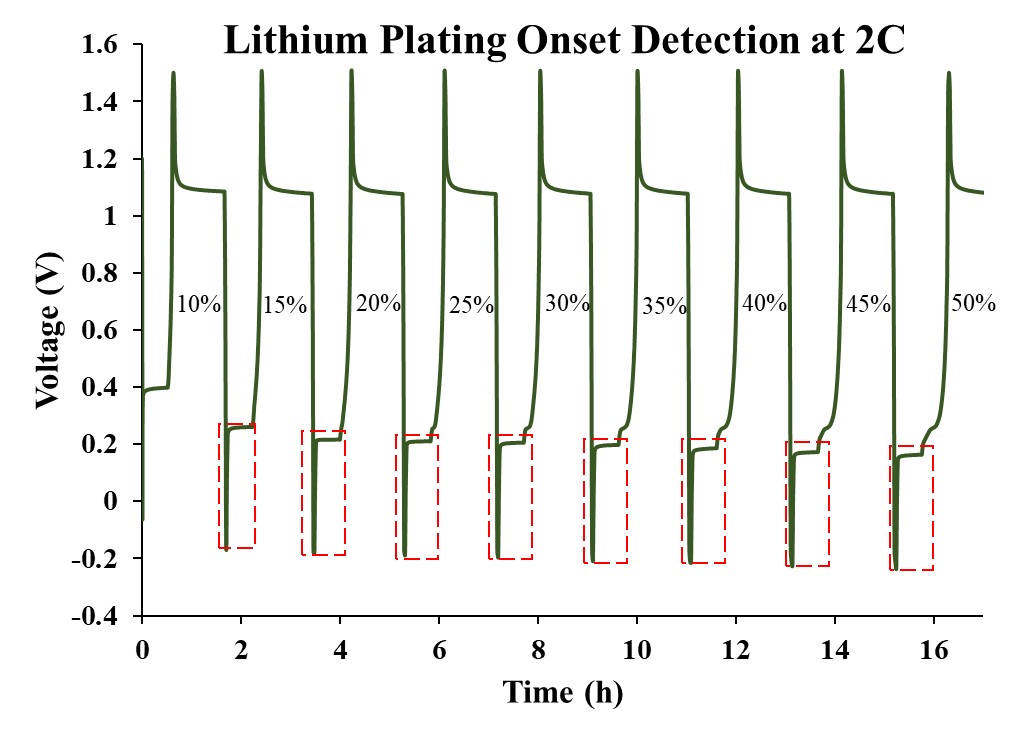 Lithium Plating Onset Detection at 2C
1.6
1.4
1.2
1
0.8
0.6
0.4
0.2
0
-0.2
-0.4
Voltage (V)
10% 15% 20% 25% 30% 35% 40% 45% 50%
0 2 4 6 8 10 12 14 16
Time (h)